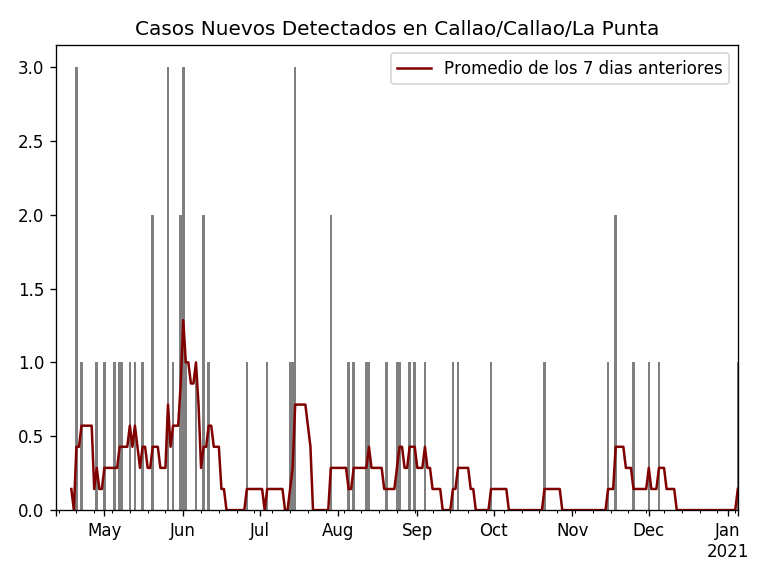 Casos Nuevos Detectados en Callao/Callao/La Punta
Promedio de los 7 dias anteriores
3.0
2.5
2.0
1.5
1.0
0.5
0.0
May Jun Jul Aug Sep Oct Nov Dec Jan
2021